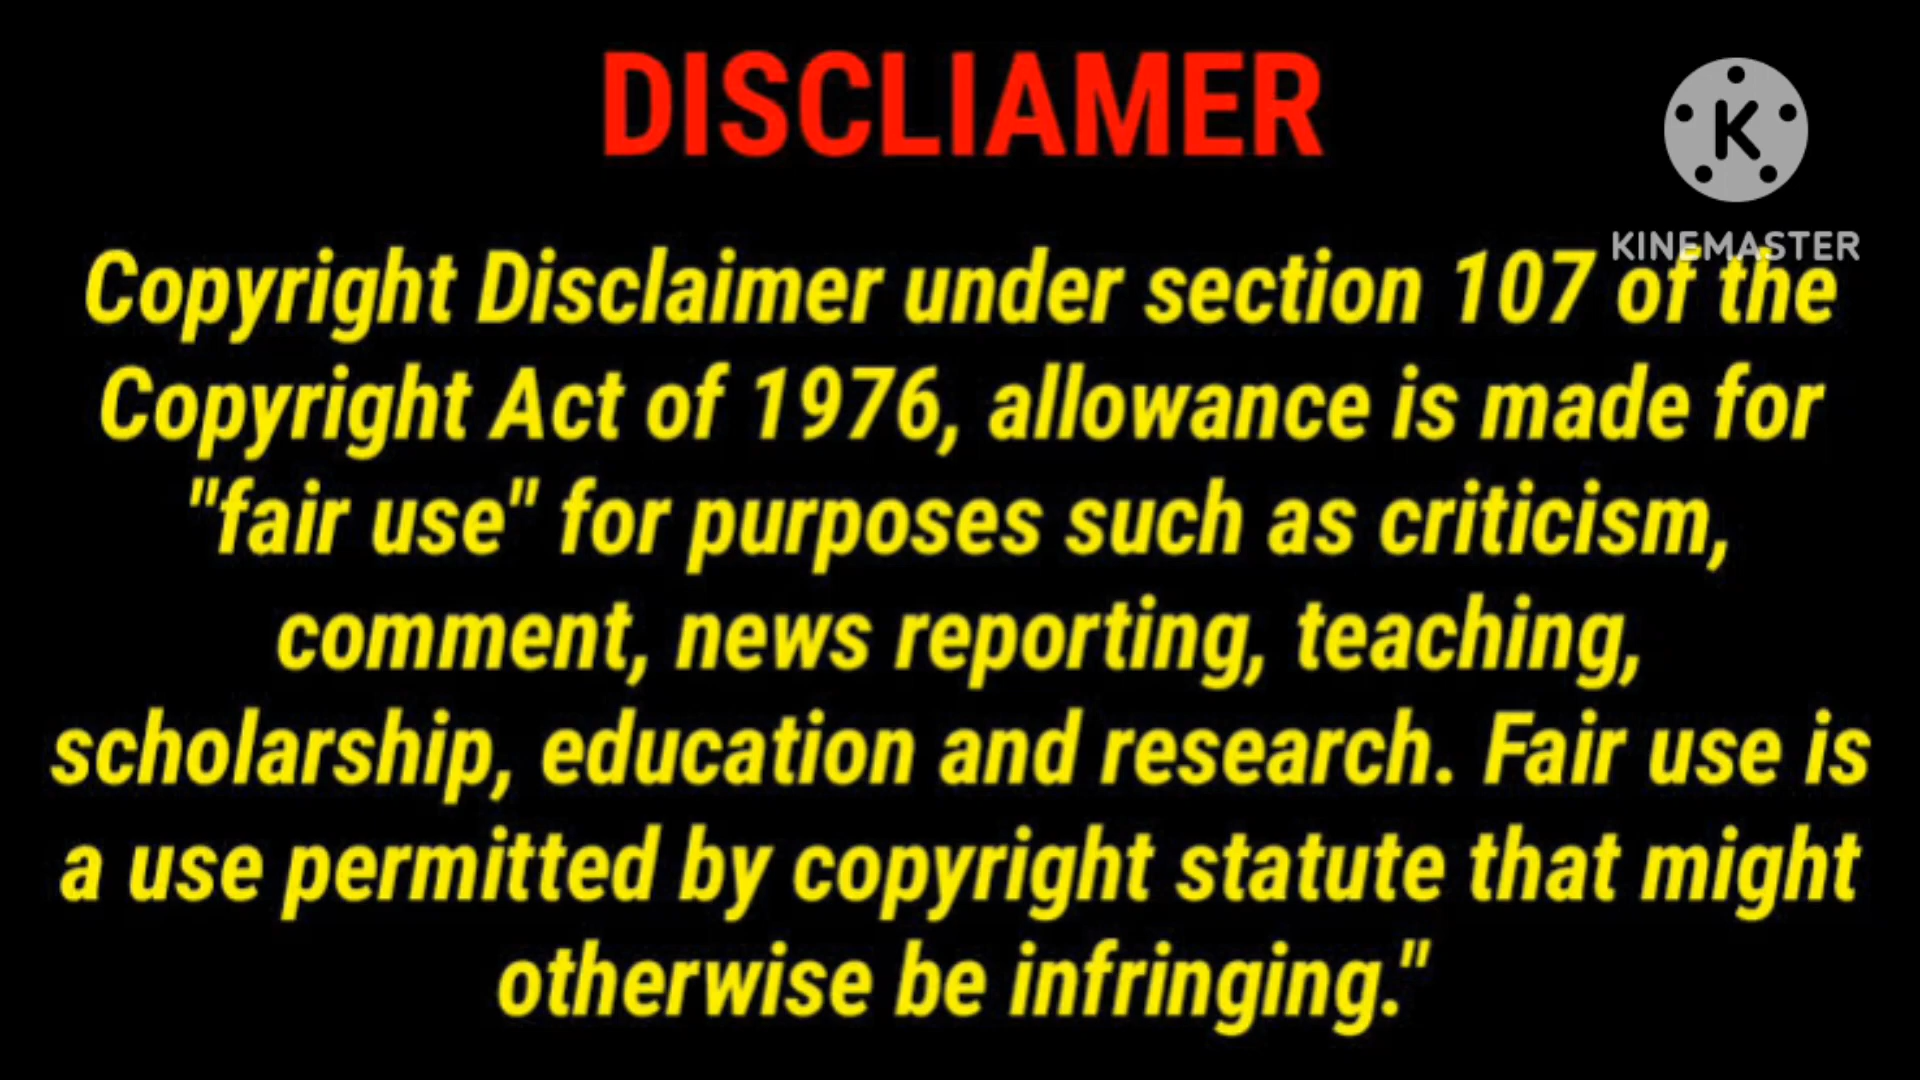 DISCLIAMER
K
KINEMASTER
Copyright Disclaimer under section 107 of the
Copyright Act of 1976, allowance is made for
"fair use" for purposes such as criticism,
comment, news reporting, teaching,
scholarship, education and research. Fair use is
a use permitted by copyright statute that might
otherwise be infringing."